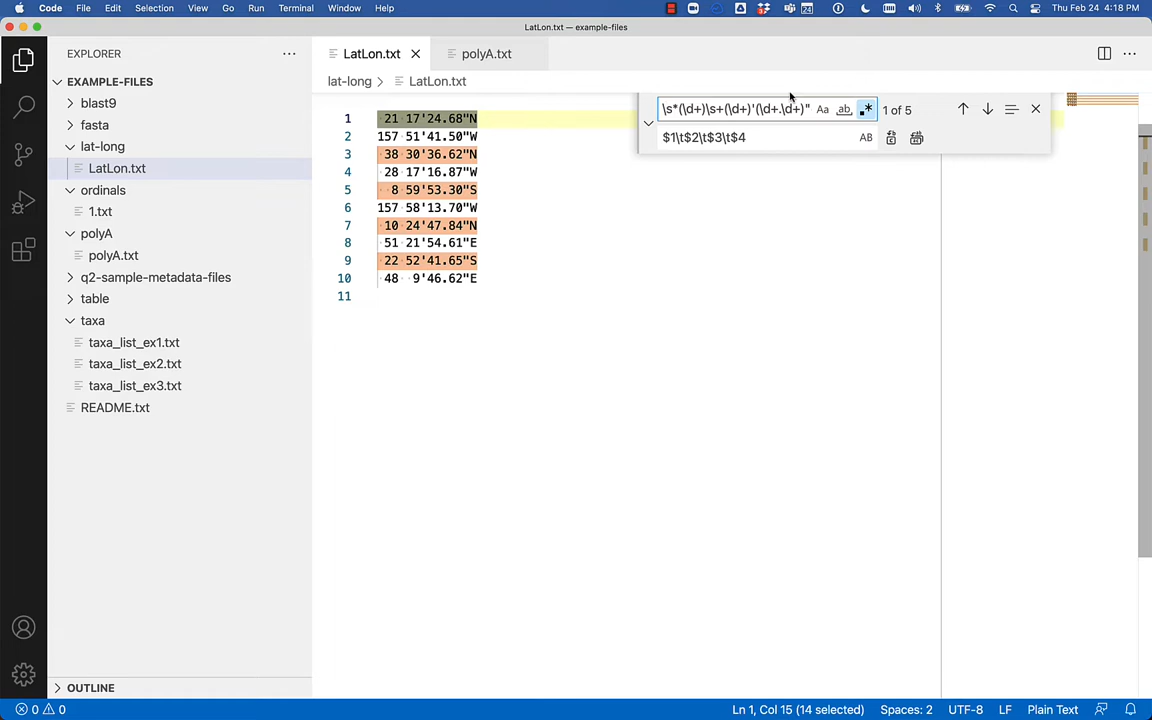 Code File Edit Selection View Go Run Terminal Window Help 24 Thu Feb 24 4:18 PM
LatLon.txt — example-files
EXPLORER
LatLon.txt polyA.txt
lat-long > LatLon.txt
EXAMPLE-FILES
blast9
fasta
lat-long
LatLon.txt
ordinals
1.txt
polyA
polyA.txt
q2-sample-metadata-files
table
taxa
taxa_list_ex1.txt
taxa_list_ex2.txt
taxa_list_ex3.txt
README.txt
OUTLINE
\s*(\d+)\s+(\d+)'(\d+.\d+)" Aa ab .* 1 of 5
$1\t$2\t$3\t$4 AB
1 21 17'24.68"N
2 157 51'41.50"W
3 38 30'36.62"N
4 28 17'16.87"W
5 8 59'53.30"S
6 157 58'13.70"W
7 10 24'47.84"N
8 51 21'54.61"E
9 22 52'41.65"S
10 48 9'46.62"E
11
0 0 Ln 1, Col 15 (14 selected) Spaces: 2 UTF-8 LF Plain Text